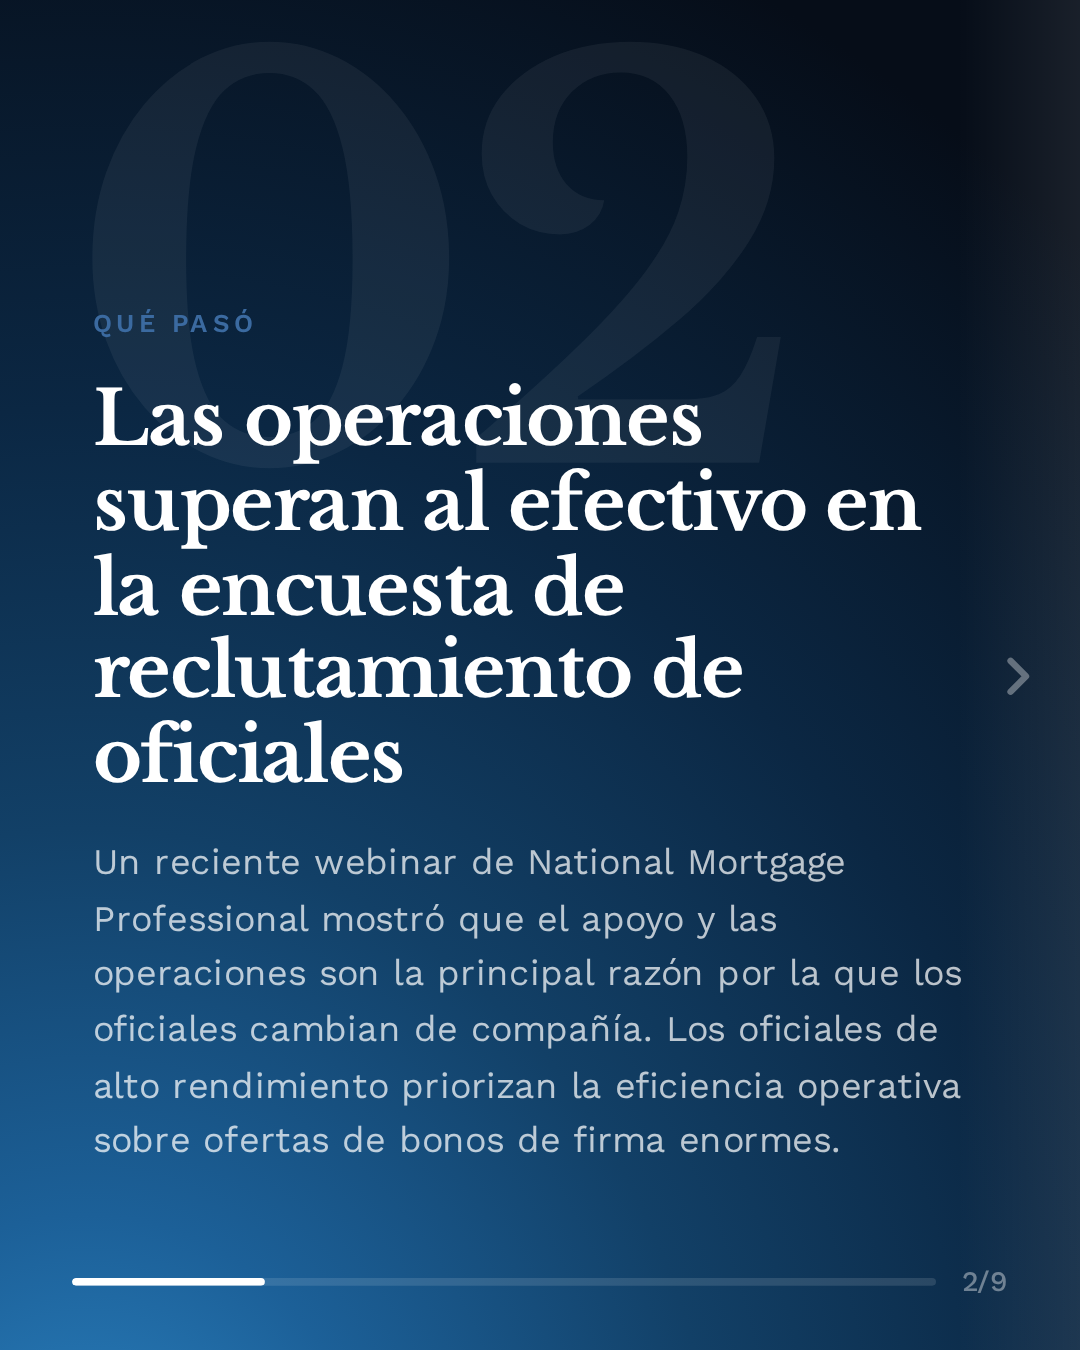 02
QUÉ PASÓ
Las operaciones
superan al efectivo en
la encuesta de
reclutamiento de
oficiales
Un reciente webinar de National Mortgage
Professional mostró que el apoyo y las
operaciones son la principal razón por la que los
oficiales cambian de compañía. Los oficiales de
alto rendimiento priorizan la eficiencia operativa
sobre ofertas de bonos de firma enormes.
2/9